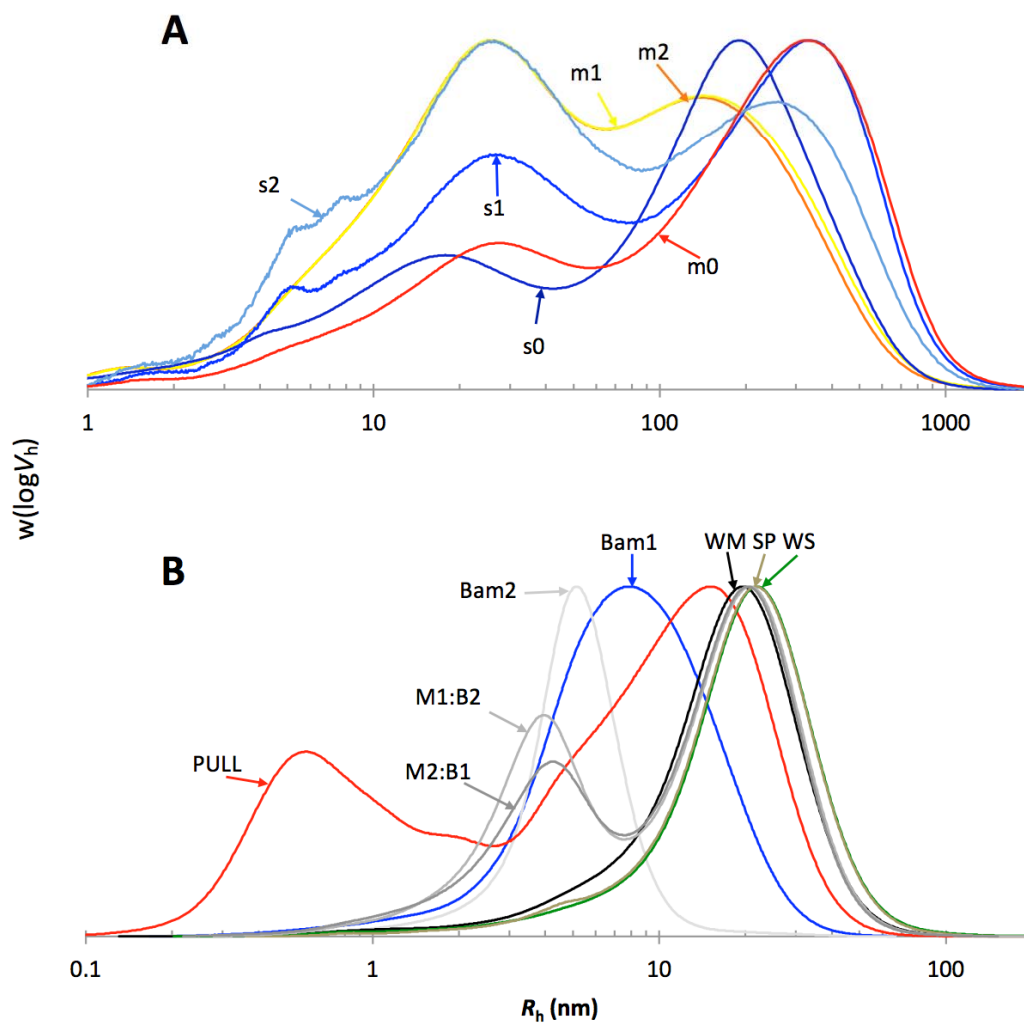 A
m2
m1
s2
s1
m0
s0
1 10 100 1000
w(logVh)
B
Bam1 WM SP WS
Bam2
M1:B2
PULL
M2:B1
0.1 1 10 100
Rh (nm)